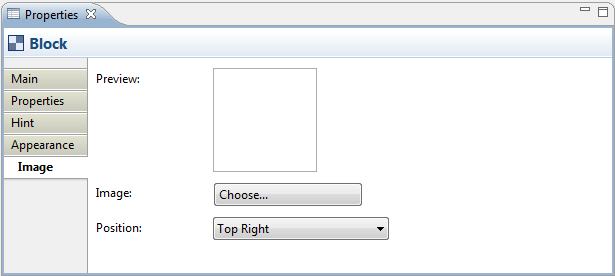 Properties
Block
Main
Properties
Hint
Appearance
Image
Preview:
Image:
Choose...
Position:
Top Right